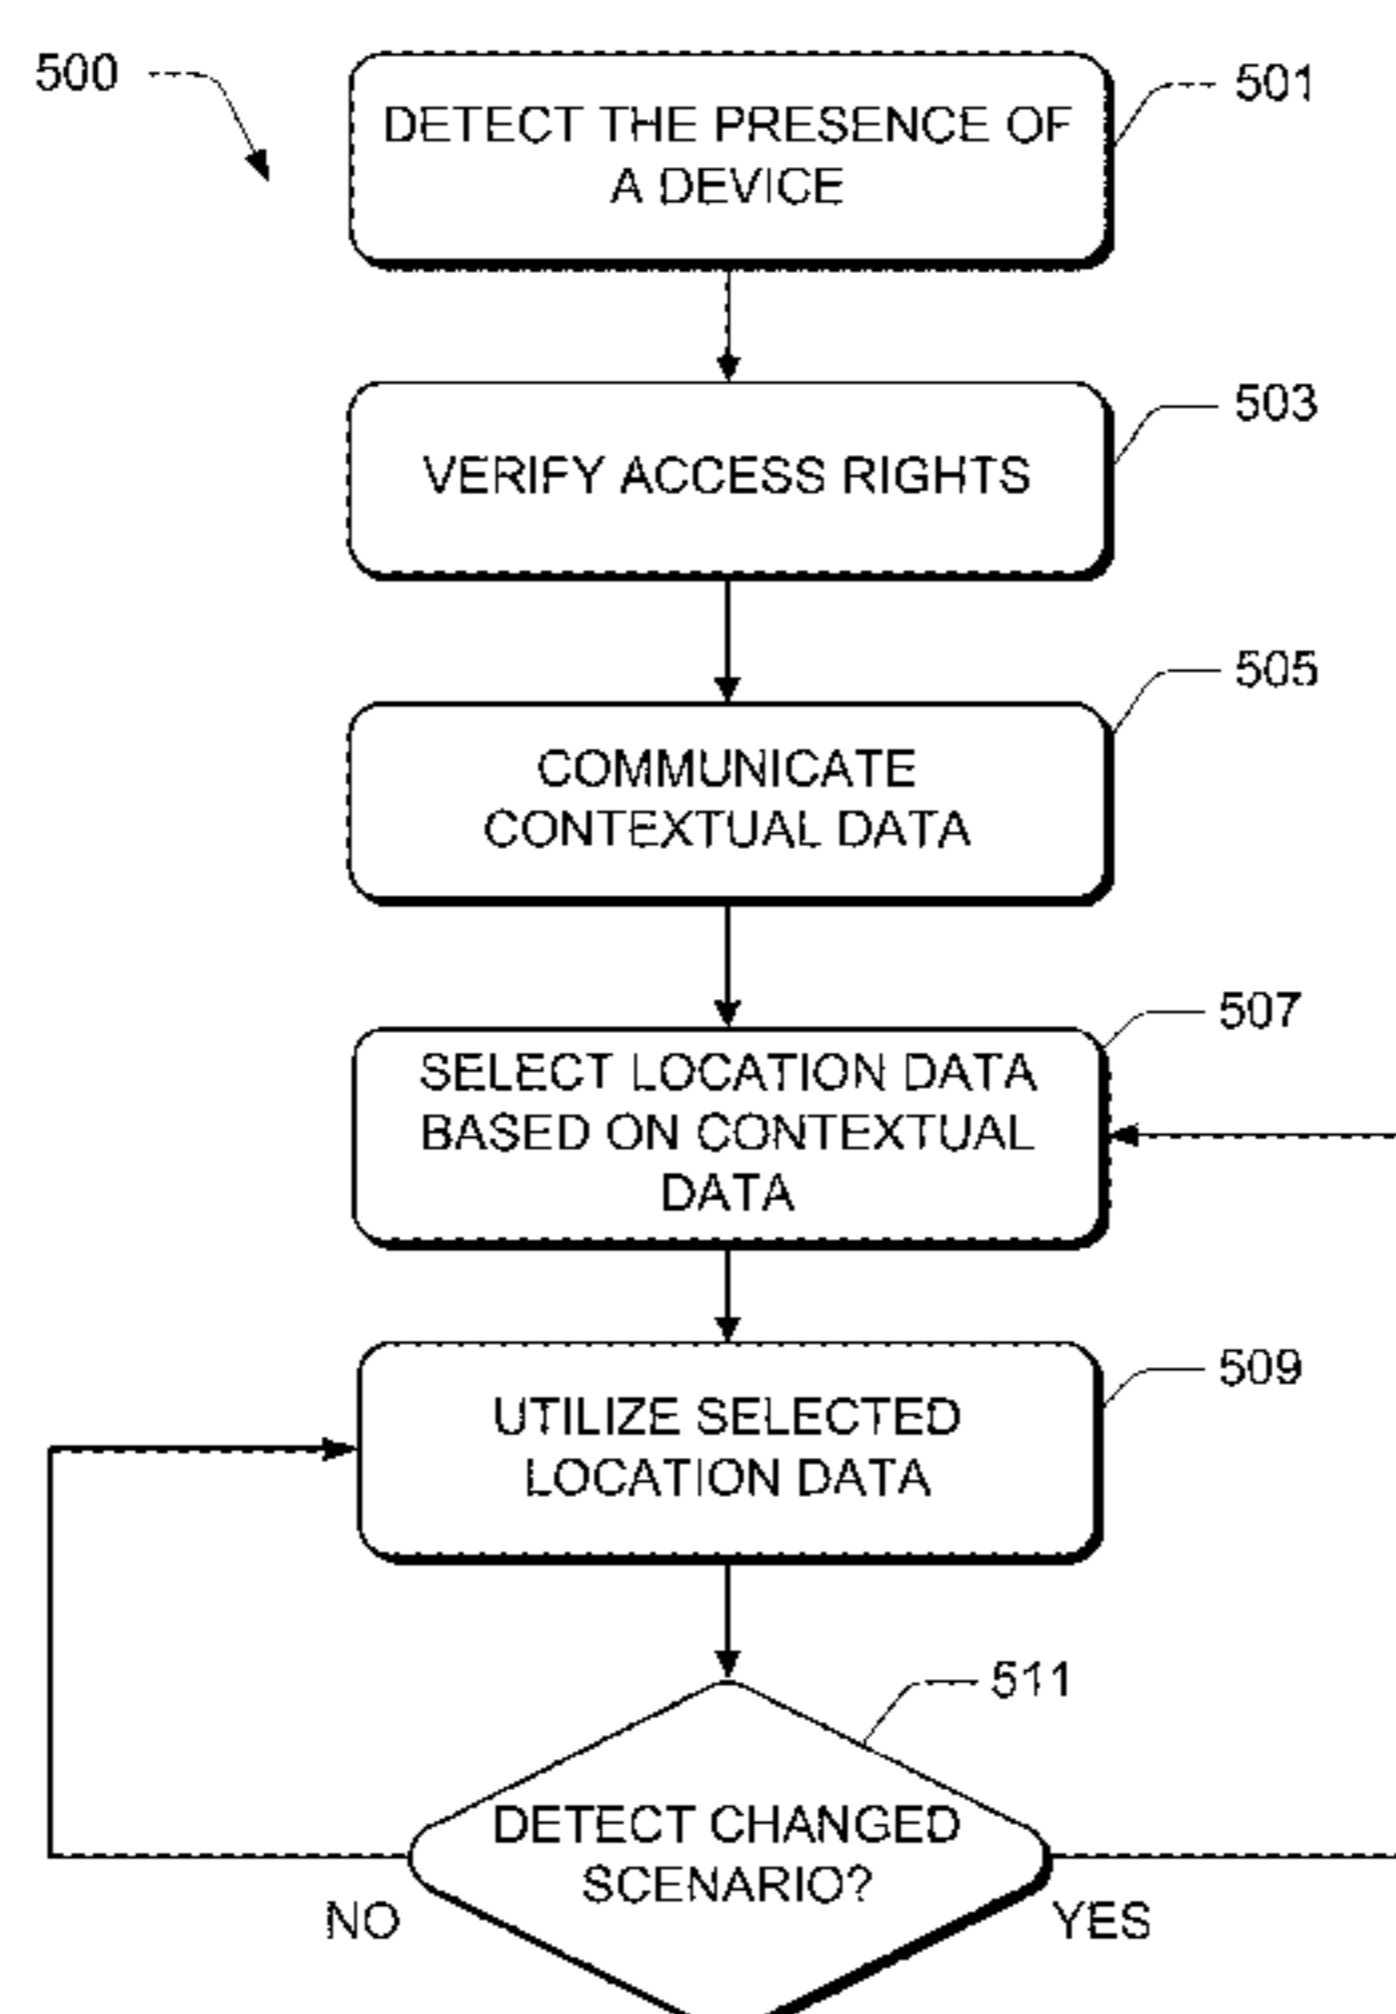 500
501
DETECT THE PRESENCE OF
A DEVICE
503
VERIFY ACCESS RIGHTS
505
COMMUNICATE
CONTEXTUAL DATA
507
SELECT LOCATION DATA
BASED ON CONTEXTUAL
DATA
509
UTILIZE SELECTED
LOCATION DATA
511
DETECT CHANGED
SCENARIO?
NO
YES